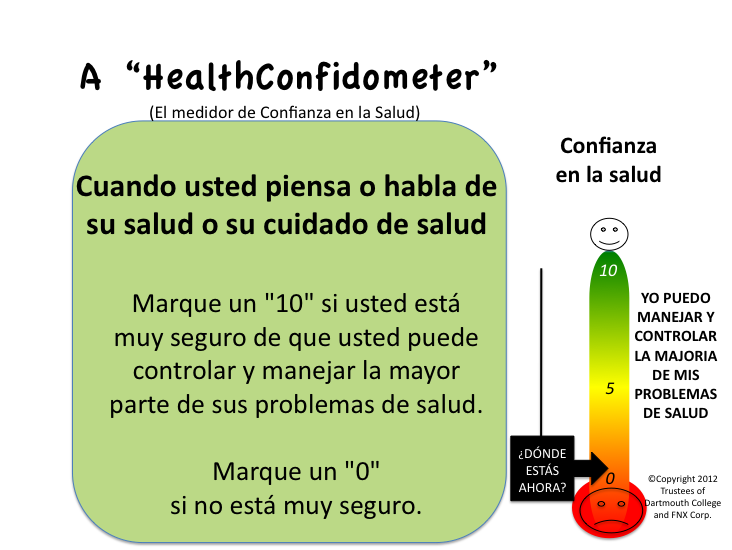 A “HealthConfidometer”
(El medidor de Confianza en la Salud)
Cuando usted piensa o habla de
su salud o su cuidado de salud
Marque un "10" si usted está
muy seguro de que usted puede
controlar y manejar la mayor
parte de sus problemas de salud.
Marque un "0"
si no está muy seguro.
Confianza
en la salud
10
5
0
YO PUEDO
MANEJAR Y
CONTROLAR
LA MAJORIA
DE MIS
PROBLEMAS
DE SALUD
¿DÓNDE
ESTÁS
AHORA?
©Copyright 2012
Trustees of
Dartmouth College
and FNX Corp.